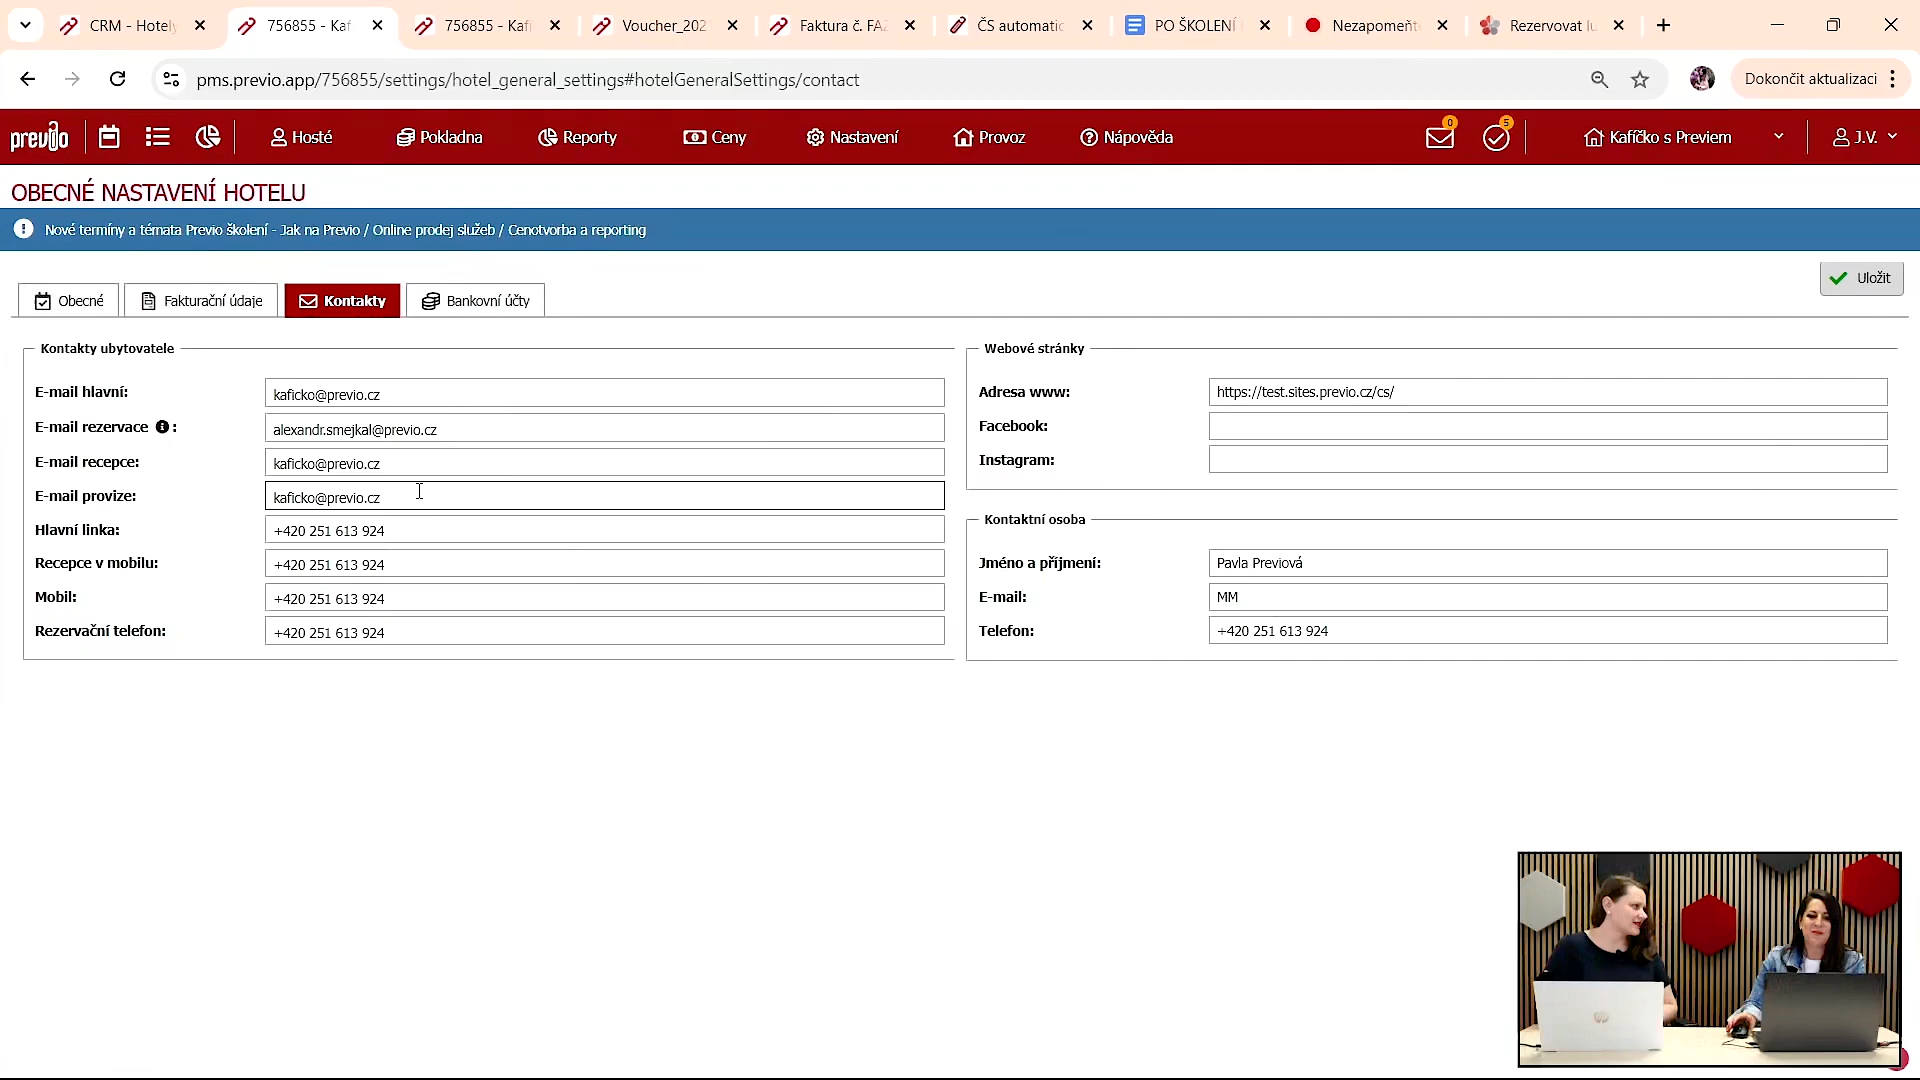 CRM - Hotely
756855 - Kaf
756855 - Kafí
Voucher_202
Faktura č. FAZ
ČS automatic
PO ŠKOLENÍ
Nezapomeňt
Rezervovat lu
pms.previo.app/756855/settings/hotel_general_settings#hotelGeneralSettings/contact
Dokončit aktualizaci
previo
Hosté
Pokladna
Reporty
Ceny
Nastavení
Provoz
Nápověda
0
5
Kafíčko s Previem
J.V.
OBECNÉ NASTAVENÍ HOTELU
Nové termíny a témata Previo školení - Jak na Previo / Online prodej služeb / Cenotvorba a reporting
Uložit
Obecné
Fakturační údaje
Kontakty
Bankovní účty
Kontakty ubytovatele
E-mail hlavní: kaficko@previo.cz
E-mail rezervace : alexandr.smejkal@previo.cz
E-mail recepce: kaficko@previo.cz
E-mail provize: kaficko@previo.cz
Hlavní linka: +420 251 613 924
Recepce v mobilu: +420 251 613 924
Mobil: +420 251 613 924
Rezervační telefon: +420 251 613 924
Webové stránky
Adresa www: https://test.sites.previo.cz/cs/
Facebook:
Instagram:
Kontaktní osoba
Jméno a příjmení: Pavla Previová
E-mail: MM
Telefon: +420 251 613 924